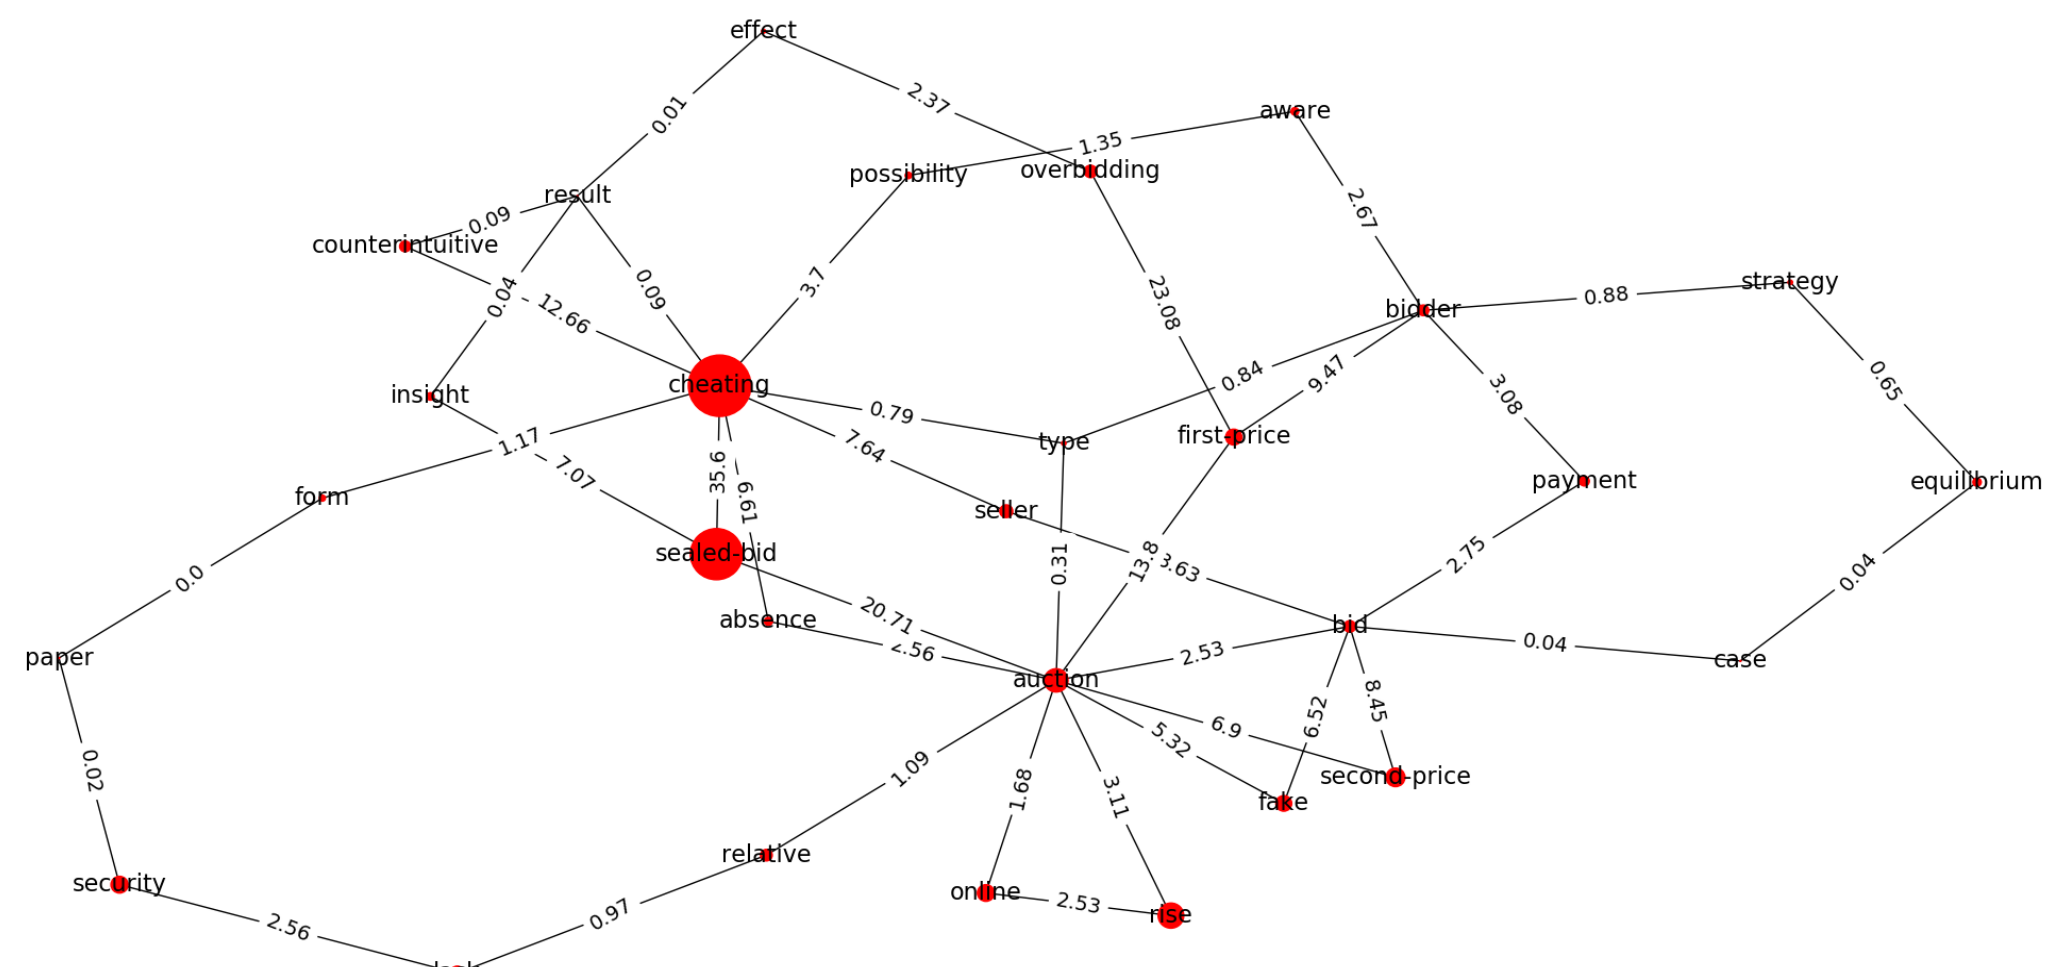 effect
0.01
2.37
aware
1.35
possibility
overbidding
result
0.09
2.67
counterintuitive
0.04
12.66
0.09
3.7
23.08
strategy
0.88
bidder
cheating
insight
0.84
9.47
3.08
0.65
0.79
1.17
7.64
type
first-price
7.07
35.6
6.61
form
seller
payment
equilibrium
0.0
sealed-bid
0.31
13.8
3.63
2.75
0.04
20.71
absence
2.56
bid
2.53
0.04
paper
case
auction
0.02
1.09
1.68
3.11
5.32
6.9
6.52
8.45
second-price
fake
relative
security
online
2.53
rise
2.56
0.97